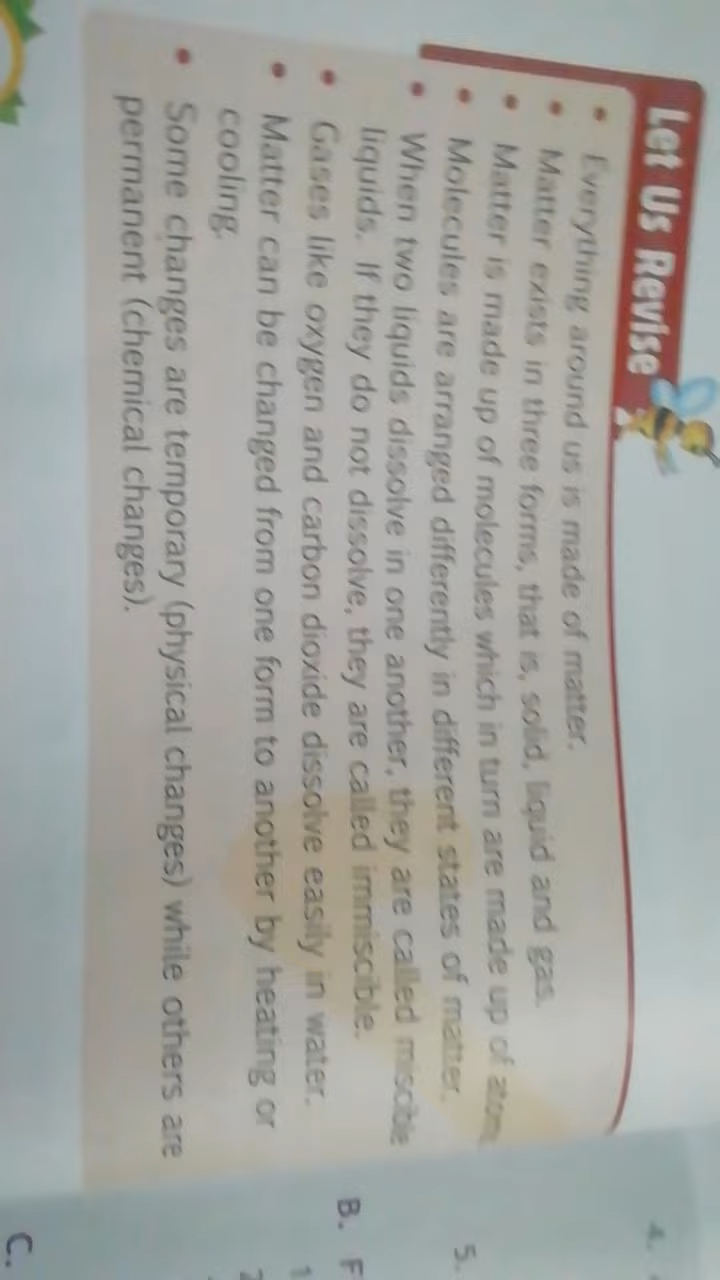 Let Us Revise
• Everything around us is made of matter.
• Matter exists in three forms, that is, solid, liquid and gas.
• Matter is made up of molecules which in turn are made up of atom
• Molecules are arranged differently in different states of matter.
• When two liquids dissolve in one another, they are called miscible
liquids. If they do not dissolve, they are called immiscible.
• Gases like oxygen and carbon dioxide dissolve easily in water.
• Matter can be changed from one form to another by heating or
cooling.
• Some changes are temporary (physical changes) while others are
permanent (chemical changes).
4.
5.
B. F
1
2
C.